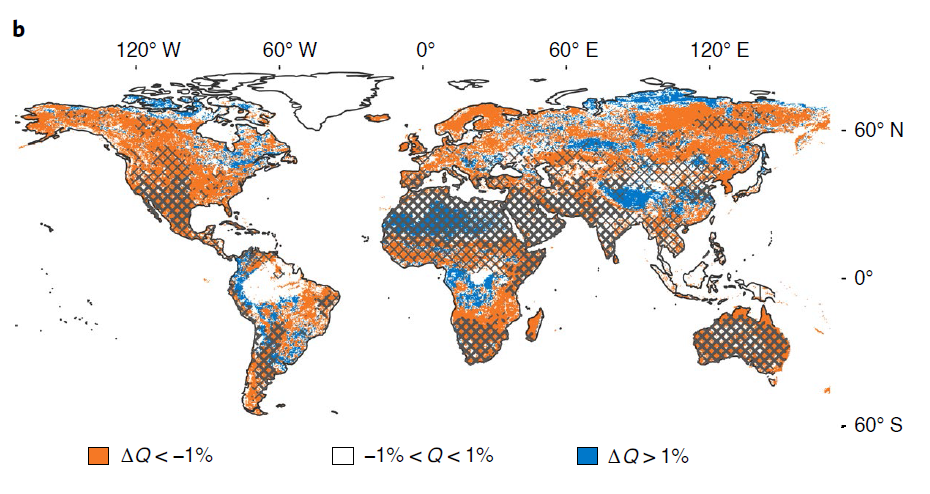 b
120° W 60° W 0° 60° E 120° E
60° N
0°
60° S
ΔQ < −1% −1% < Q < 1% ΔQ > 1%